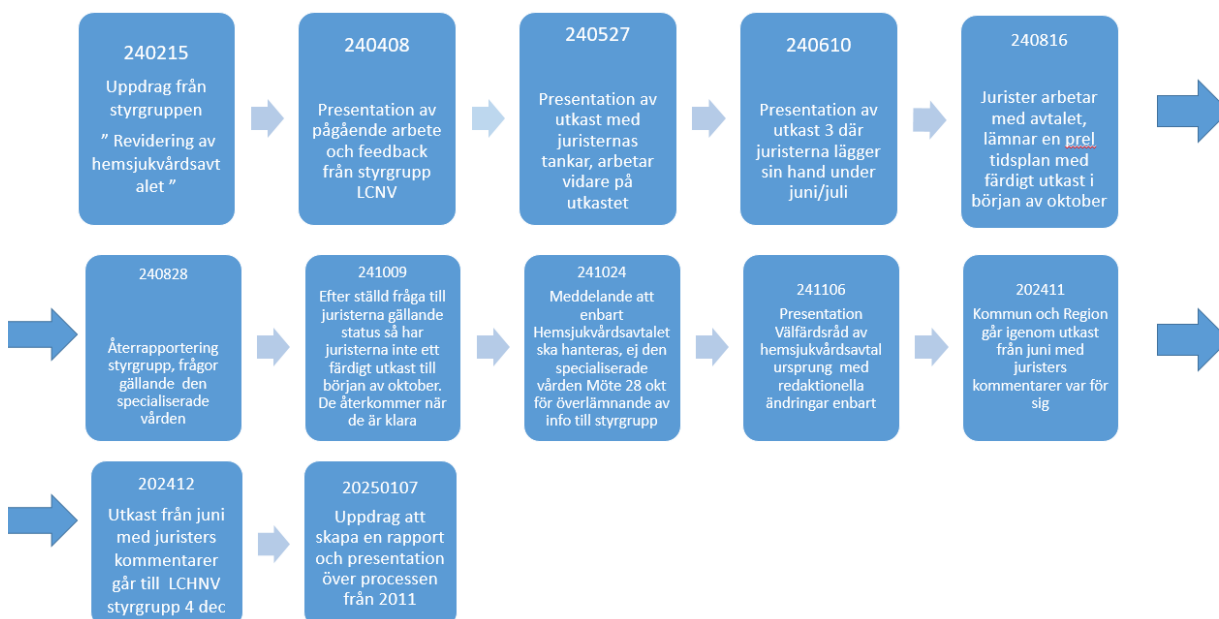 240215
Uppdrag från
styrgruppen
” Revidering av
hemsjukvårdsavt
alet ”
240408
Presentation av
pågående arbete
och feedback
från styrgrupp
LCNV
240527
Presentation av
utkast med
juristernas
tankar, arbetar
vidare på
utkastet
240610
Presentation av
utkast 3 där
juristerna lägger
sin hand under
juni/juli
240816
Jurister arbetar
med avtalet,
lämnar en prel
tidsplan med
färdigt utkast i
början av oktober
240828
Återrapportering
styrgrupp, frågor
gällande den
specialiserade
vården
241009
Efter ställd fråga till
juristerna gällande
status så har
juristerna inte ett
färdigt utkast till
början av oktober.
De återkommer när
de är klara
241024
Meddelande att
enbart
Hemsjukvårdsavtalet
ska hanteras, ej den
specialiserade
vården Möte 28 okt
för överlämnande av
info till styrgrupp
241106
Presentation
Välfärdsråd av
hemsjukvårdsavtal
ursprung med
redaktionella
ändringar enbart
202411
Kommun och Region
går igenom utkast
från juni med
juristers
kommentarer var för
sig
202412
Utkast från juni
med juristers
kommentarer
går till LCHNV
styrgrupp 4 dec
20250107
Uppdrag att
skapa en rapport
och presentation
över processen
från 2011